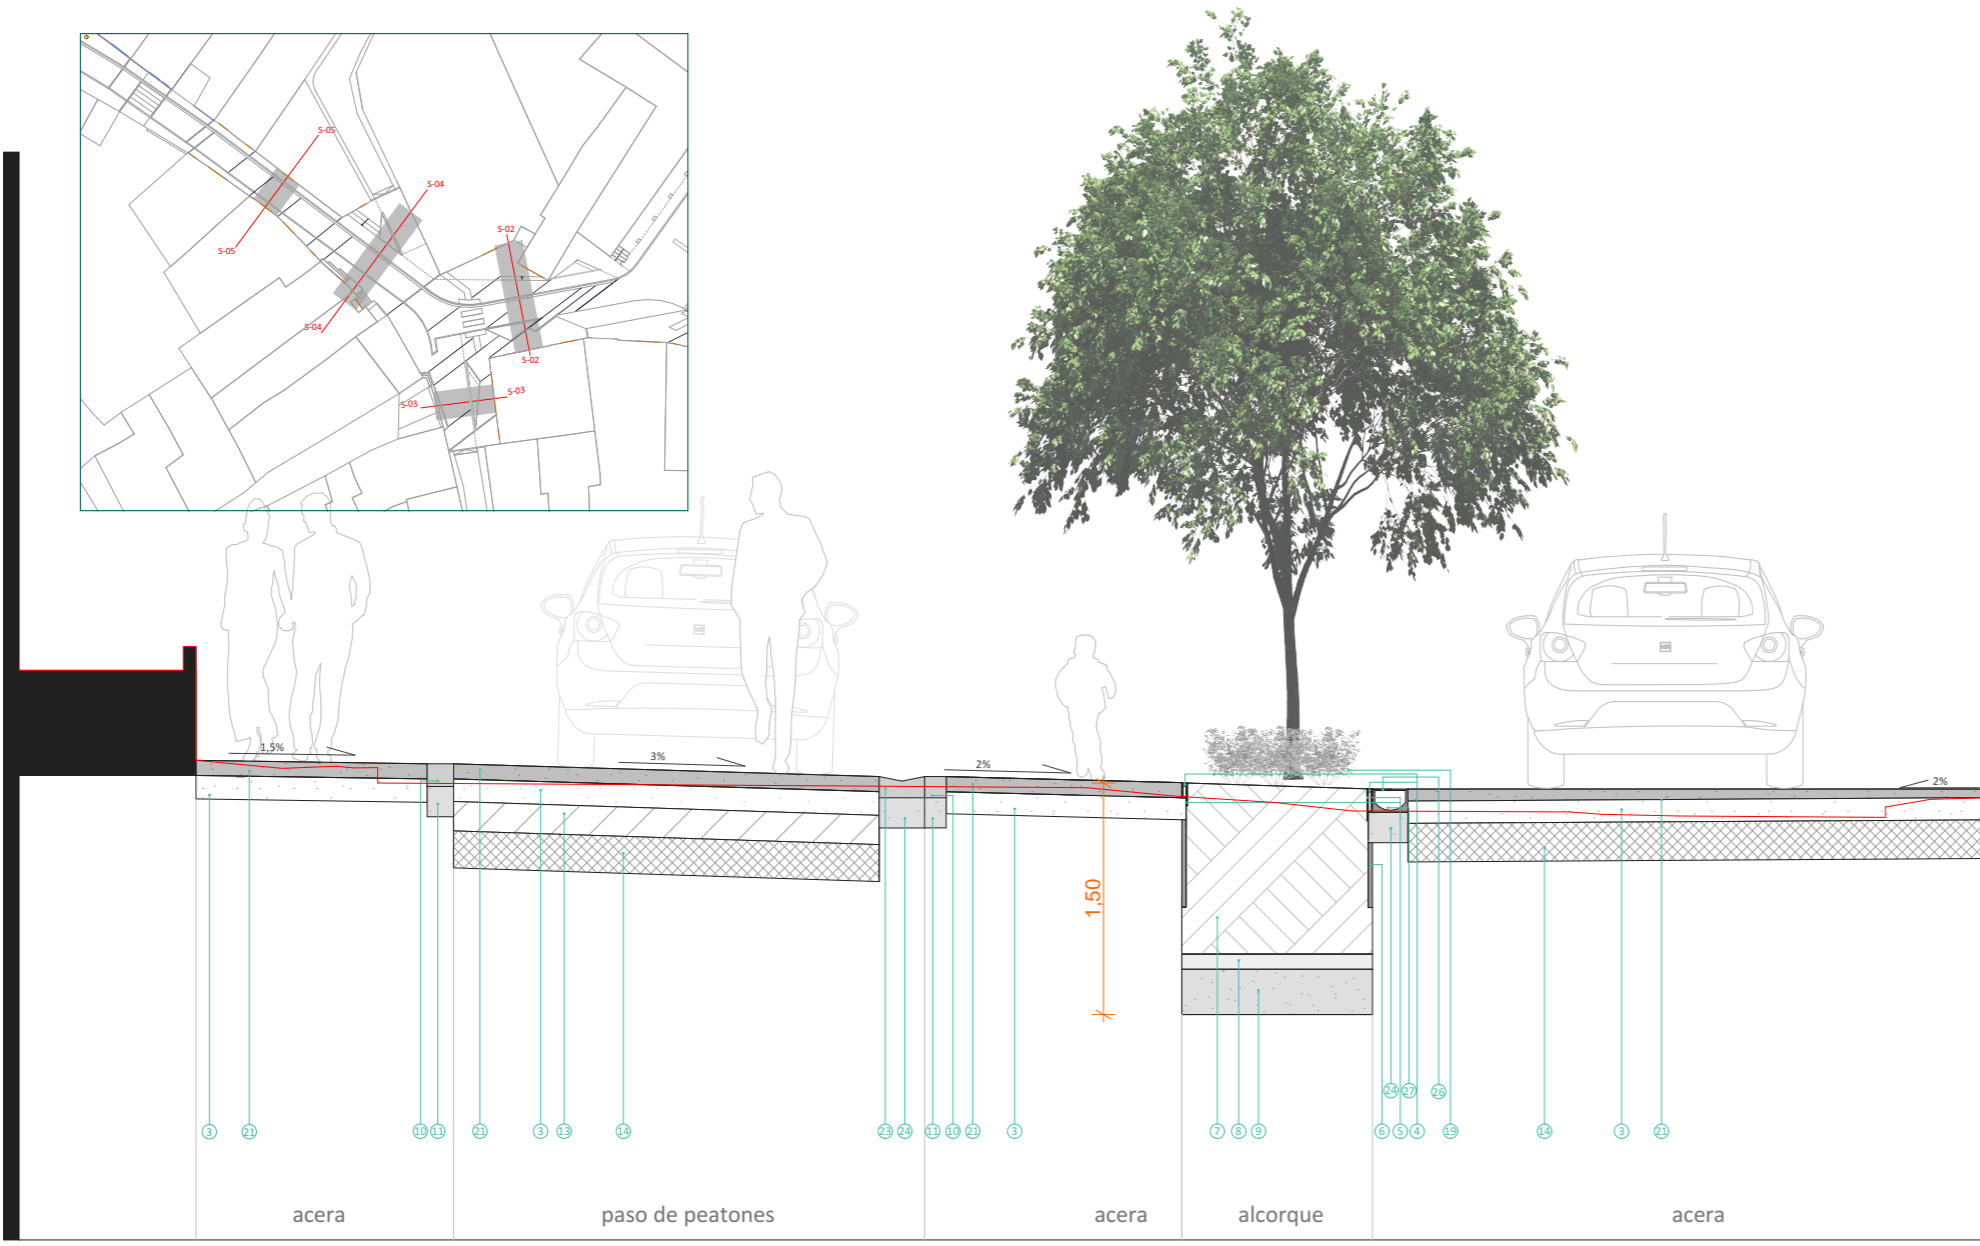 S-05
S-04
S-02
S-05
S-04
S-02
S-03
S-03
1,5%
3%
2%
2%
1,50
24 27 26
3 21 10 11 21 3 13 14 23 24 11 10 21 3 7 8 9 6 5 4 19 14 3 21
acera paso de peatones acera alcorque acera